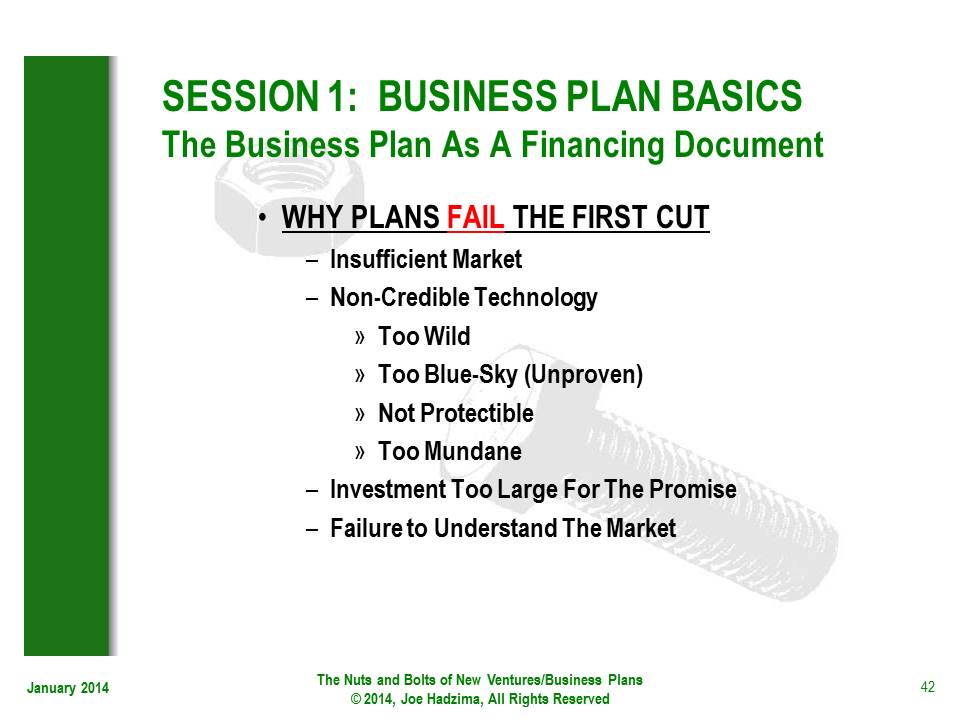 SESSION 1: BUSINESS PLAN BASICS
The Business Plan As A Financing Document
• WHY PLANS FAIL THE FIRST CUT
– Insufficient Market
– Non-Credible Technology
» Too Wild
» Too Blue-Sky (Unproven)
» Not Protectible
» Too Mundane
– Investment Too Large For The Promise
– Failure to Understand The Market
January 2014
The Nuts and Bolts of New Ventures/Business Plans
© 2014, Joe Hadzima, All Rights Reserved
42